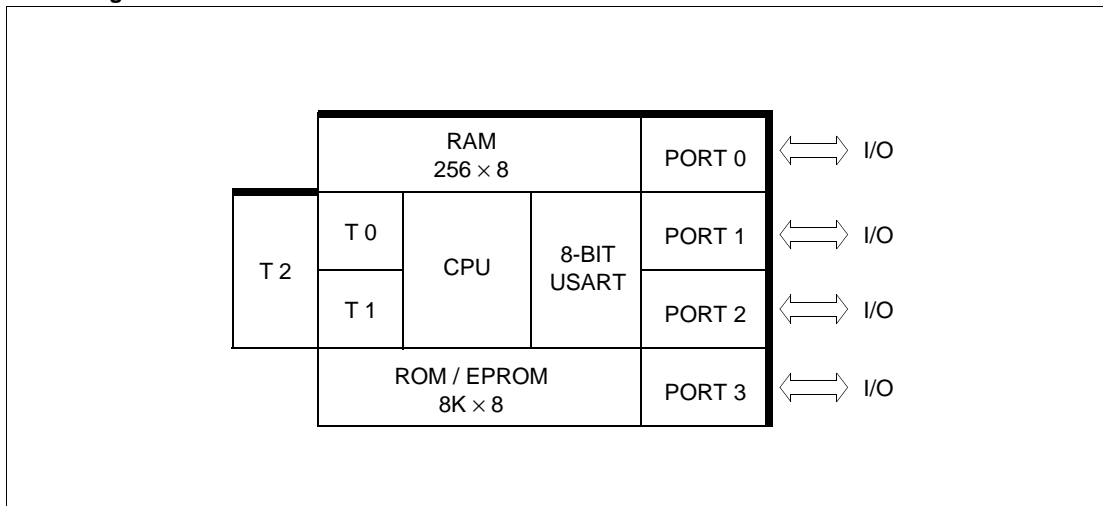 RAM
256 × 8
PORT 0
I/O
T 2
T 0
T 1
CPU
8-BIT
USART
PORT 1
I/O
PORT 2
I/O
ROM / EPROM
8K × 8
PORT 3
I/O